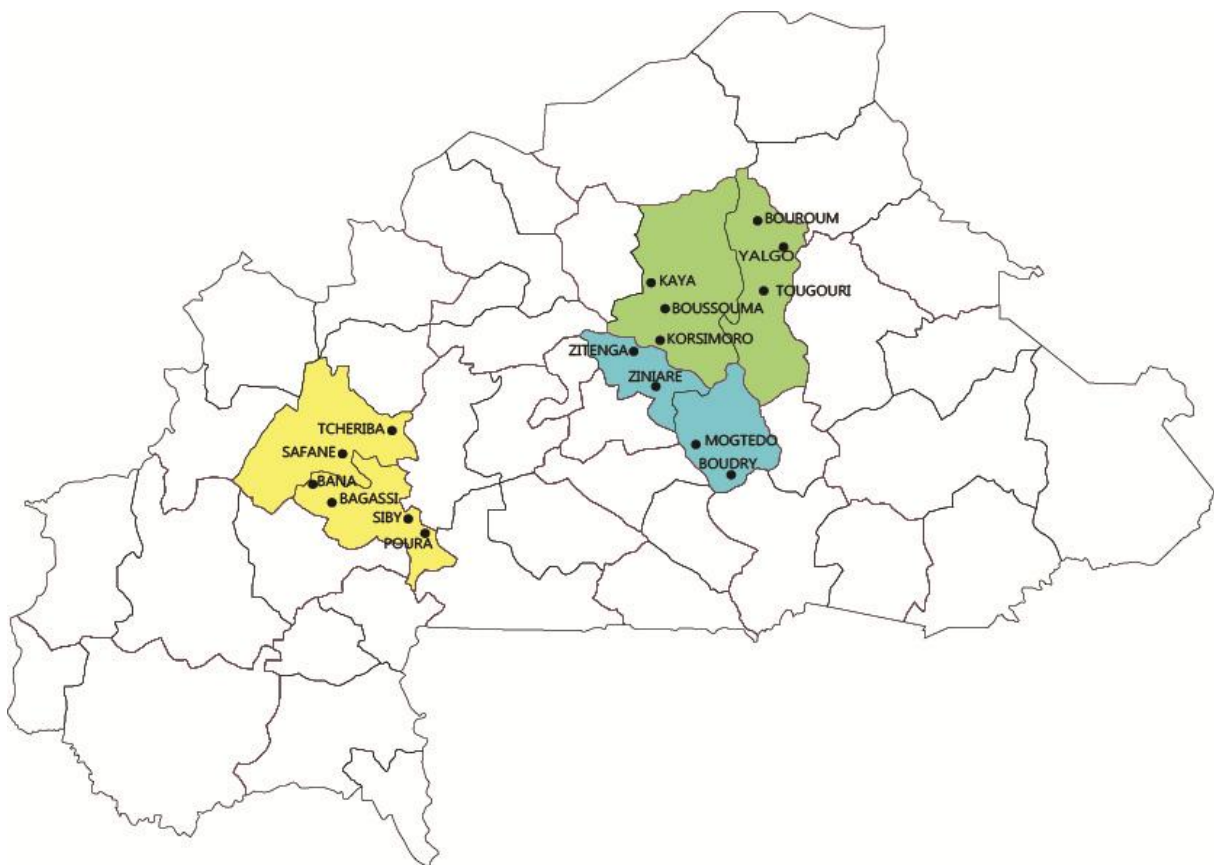 BOUROUM
YALGO
KAYA
TOUGOURI
BOUSSOUMA
KORSIMORO
ZITENGA
ZINIARE
TCHERIBA
MOGTEDO
SAFANE
BOUDRY
BANA
BAGASSI
SIBY
POURA